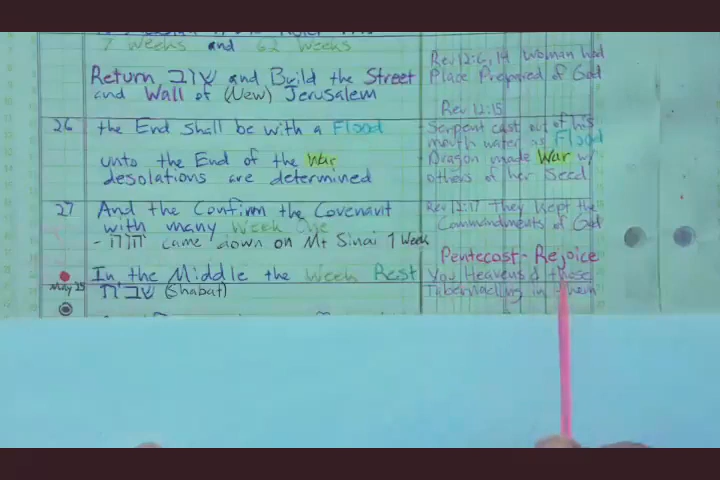 7 Weeks and 62 Weeks
Return שוב and Build the Street
and Wall of (New) Jerusalem
Rev 12:6, 14 Woman had
Place Prepared of God
Rev 12:15
26 the End Shall be with a Flood
Serpent cast out of his
mouth water as Flood
unto the End of the War
desolations are determined
Dragon made War w/
others of her Seed
27 And the Confirm the Covenant
with many Week One
- יהוה came down on Mt Sinai 1 Week
Rev 12:17 They Kept the
Commandments of God
Pentecost - Rejoice
You Heavens & those
Tabernacling in them
May 25
In the Middle the Week Rest
שבת (Shabat)